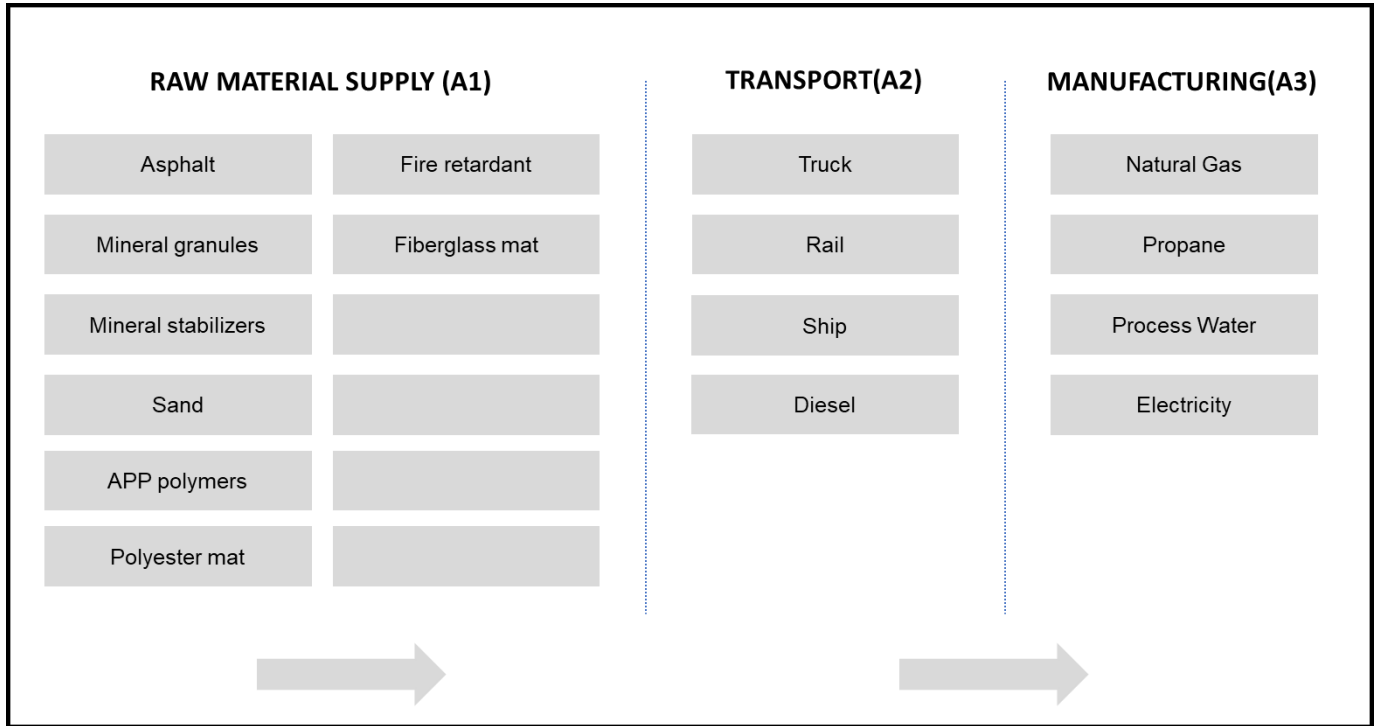 RAW MATERIAL SUPPLY (A1)
Asphalt
Fire retardant
Mineral granules
Fiberglass mat
Mineral stabilizers
Sand
APP polymers
Polyester mat
TRANSPORT(A2)
Truck
Rail
Ship
Diesel
MANUFACTURING(A3)
Natural Gas
Propane
Process Water
Electricity